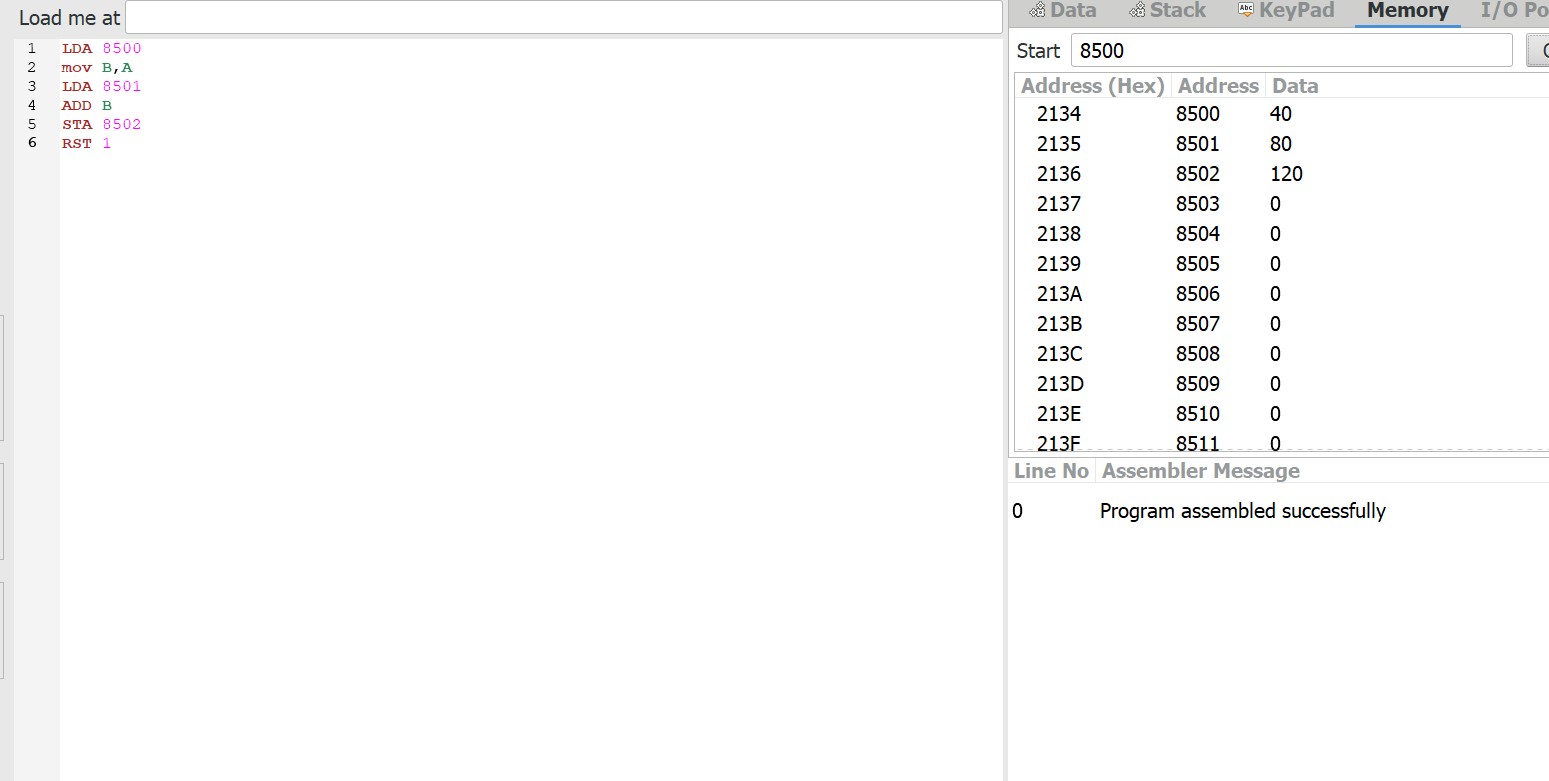 Load me at
1 LDA 8500
2 mov B,A
3 LDA 8501
4 ADD B
5 STA 8502
6 RST 1
Data Stack Abc KeyPad Memory I/O Po
Start 8500
Address (Hex) Address Data
2134 8500 40
2135 8501 80
2136 8502 120
2137 8503 0
2138 8504 0
2139 8505 0
213A 8506 0
213B 8507 0
213C 8508 0
213D 8509 0
213E 8510 0
213F 8511 0
Line No Assembler Message
0 Program assembled successfully